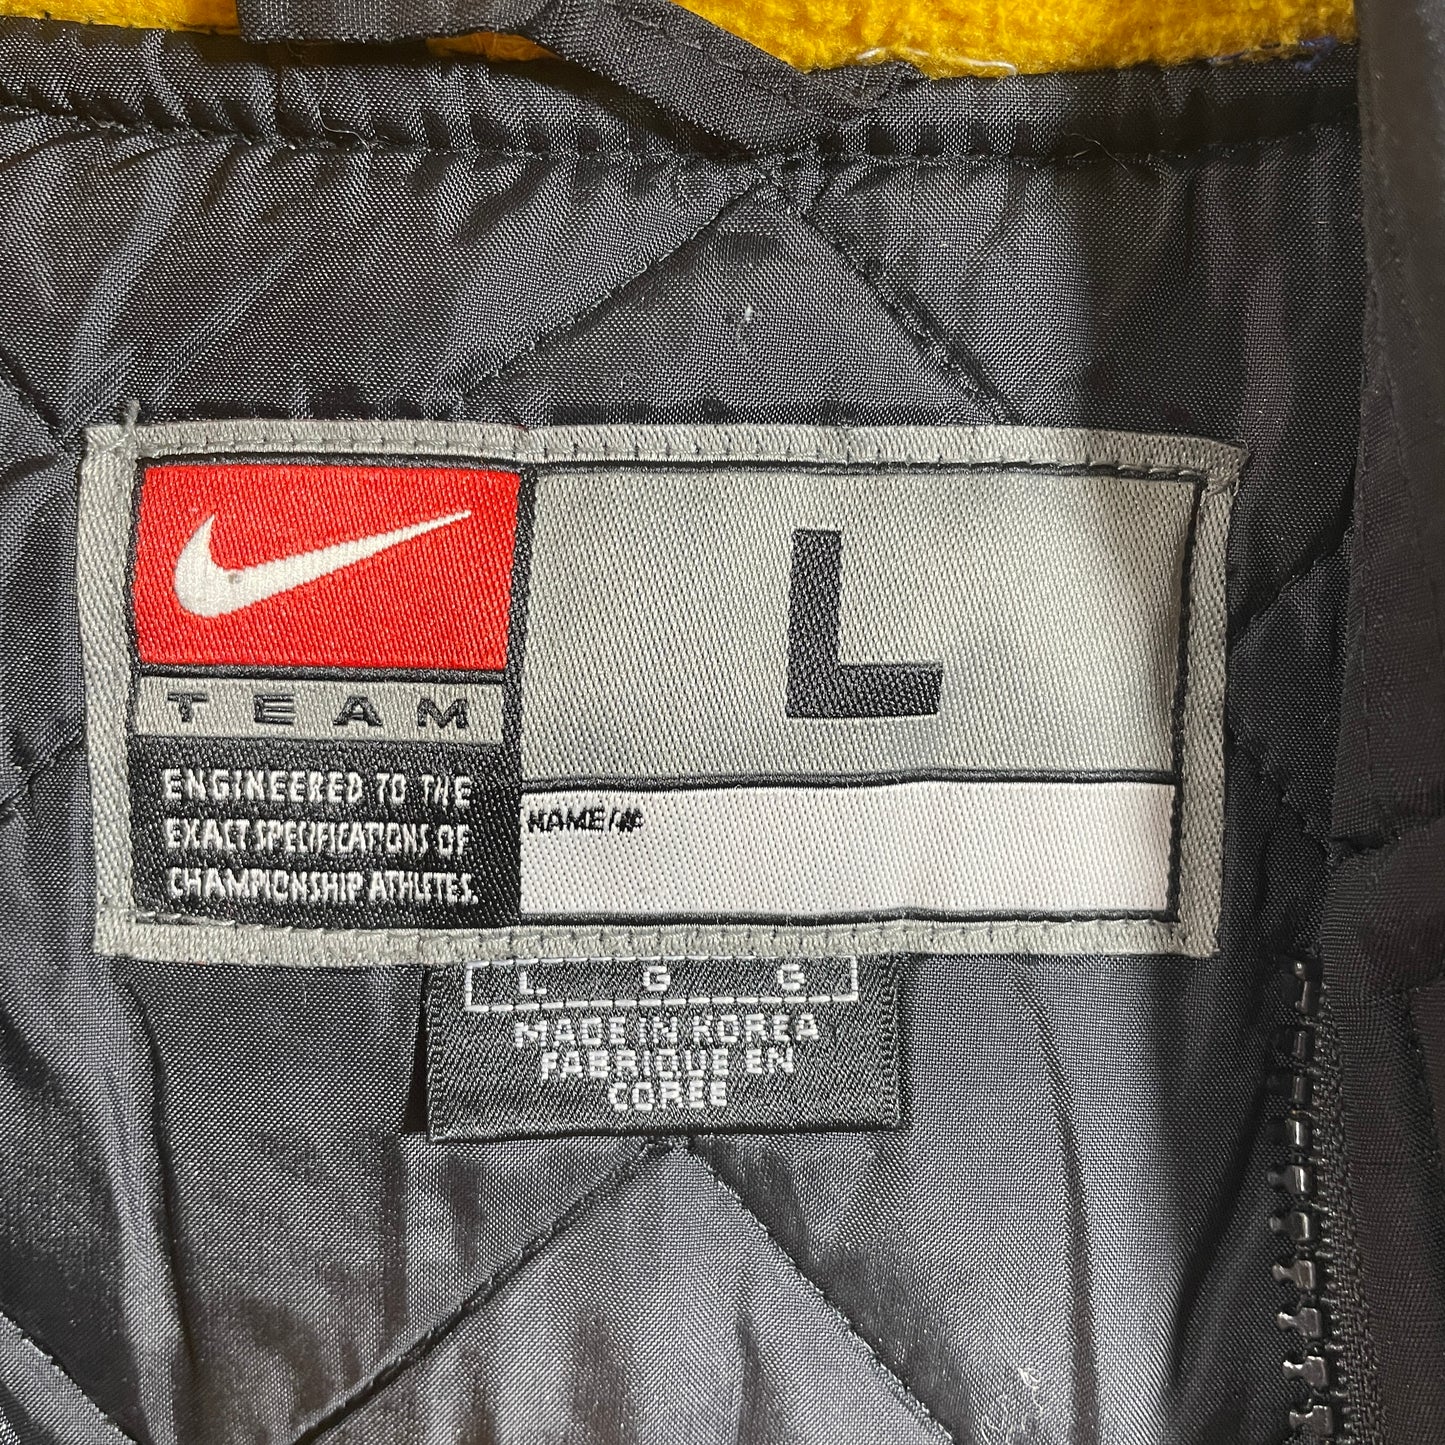 TEAM
ENGINEERED TO THE
EXACT SPECIFICATIONS OF
CHAMPIONSHIP ATHLETES.
L
NAME/#
L G G
MADE IN KOREA
FABRIQUE EN
COREE